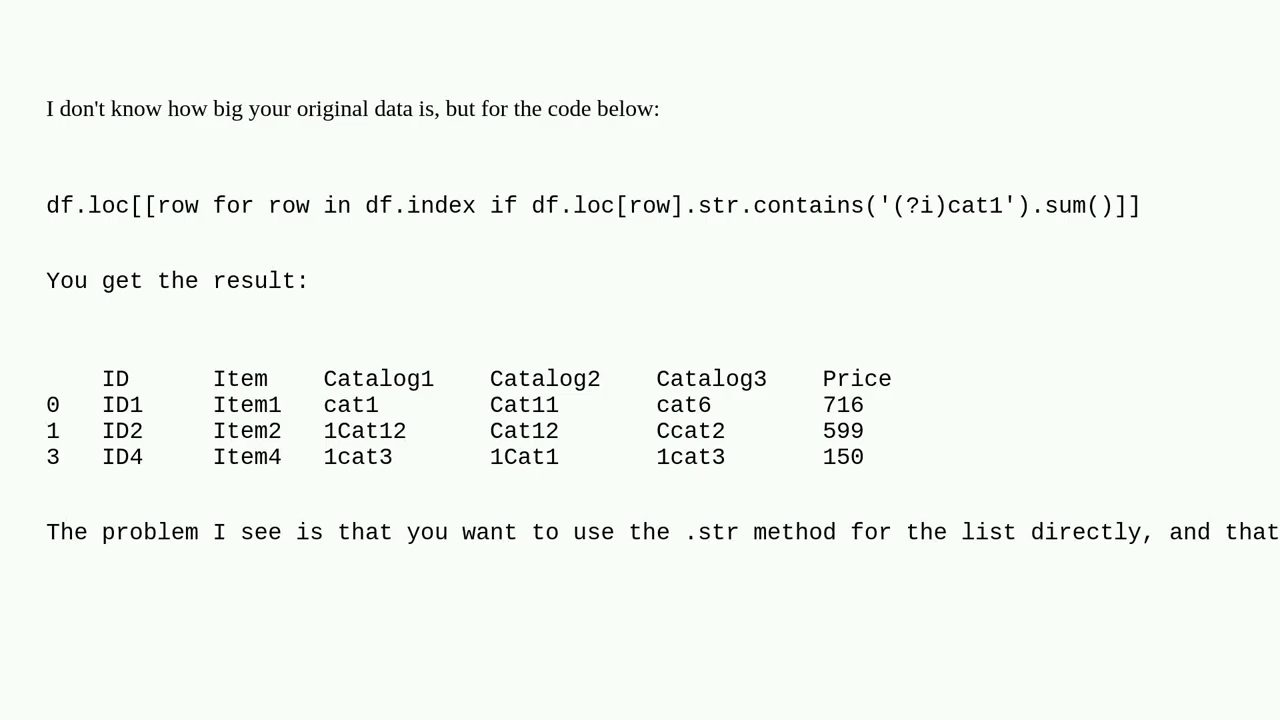 I don't know how big your original data is, but for the code below:
df.loc[[row for row in df.index if df.loc[row].str.contains('(?i)cat1').sum()]]
You get the result:
    ID      Item    Catalog1    Catalog2    Catalog3    Price
0   ID1     Item1   cat1        Cat11       cat6        716
1   ID2     Item2   1Cat12      Cat12       Ccat2       599
3   ID4     Item4   1cat3       1Cat1       1cat3       150
The problem I see is that you want to use the .str method for the list directly, and that